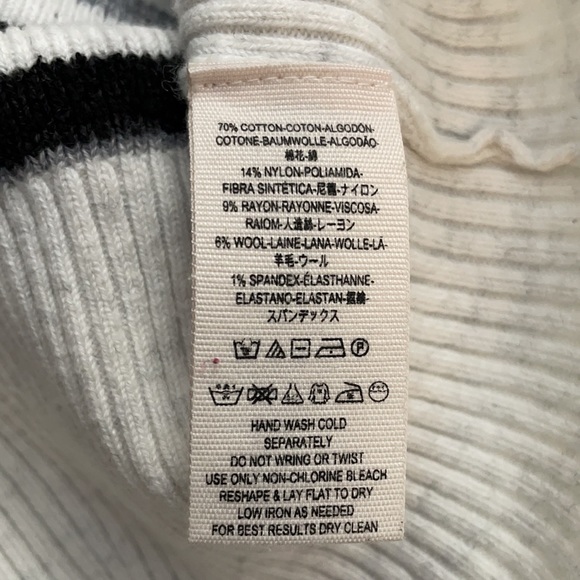 70% COTTON-COTON-ALGODÓN-
COTONE-BAUMWOLLE-ALGODÃO-
棉花-綿
14% NYLON-POLIAMIDA-
FIBRA SINTÉTICA-尼龍-ナイロン
9% RAYON-RAYONNE-VISCOSA-
RAIOM-人造絲-レーヨン
6% WOOL-LAINE-LANA-WOLLE-LÃ-
羊毛-ウール
1% SPANDEX-ÉLASTHANNE-
ELASTANO-ELASTAN-
スパンデックス
P
HAND WASH COLD
SEPARATELY
DO NOT WRING OR TWIST
USE ONLY NON-CHLORINE BLEACH
RESHAPE & LAY FLAT TO DRY
LOW IRON AS NEEDED
FOR BEST RESULTS DRY CLEAN